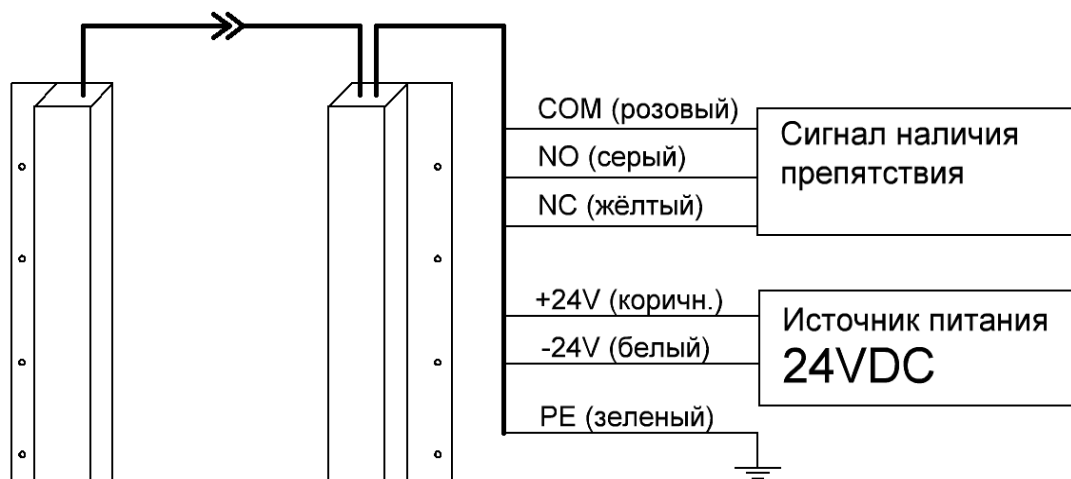 COM (розовый)
NO (серый)
NC (жёлтый)
Сигнал наличия
препятствия
+24V (коричн.)
-24V (белый)
Источник питания
24VDC
PE (зеленый)